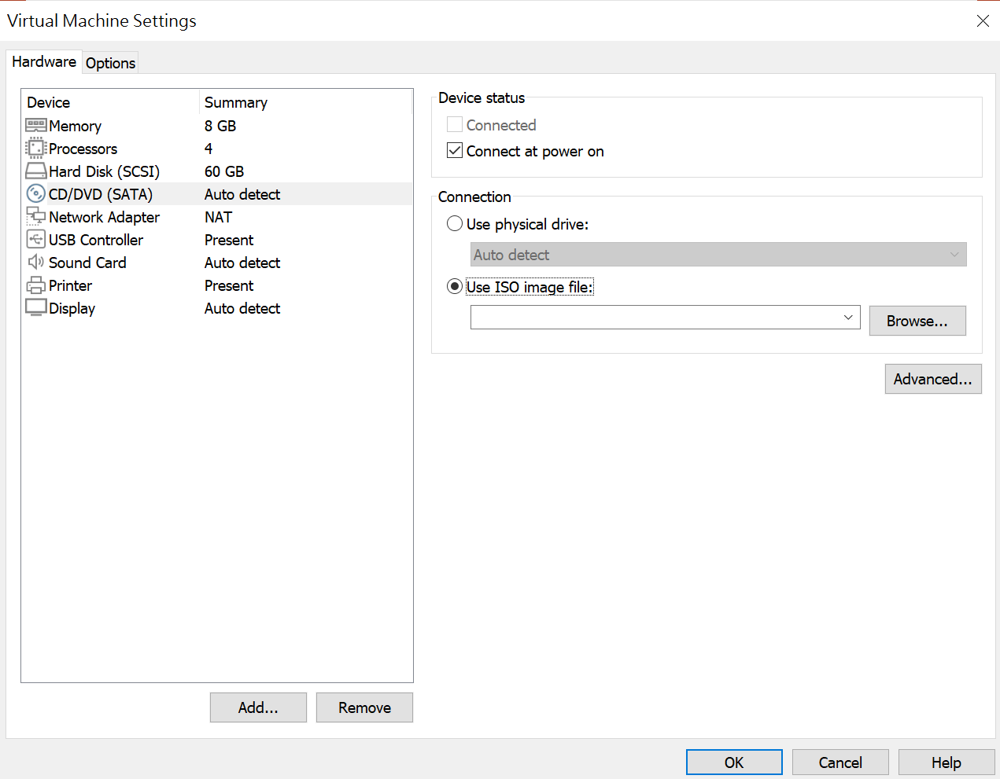 Virtual Machine Settings
Hardware Options
Device Summary
Memory 8 GB
Processors 4
Hard Disk (SCSI) 60 GB
CD/DVD (SATA) Auto detect
Network Adapter NAT
USB Controller Present
Sound Card Auto detect
Printer Present
Display Auto detect
Add... Remove
Device status
Connected
Connect at power on
Connection
Use physical drive:
Auto detect
Use ISO image file:
Browse...
Advanced...
OK Cancel Help